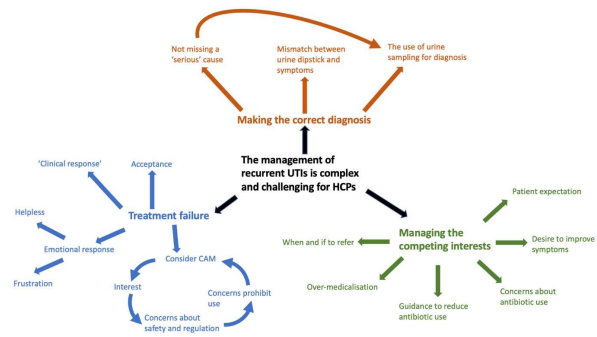 Not missing a
'serious' cause
Mismatch between
urine dipstick and
symptoms
The use of urine
sampling for diagnosis
Making the correct diagnosis
The management of
recurrent UTIs is complex
and challenging for HCPs
'Clinical response'
Acceptance
Helpless
Treatment failure
Emotional response
Frustration
Consider CAM
Interest
Concerns prohibit
use
Concerns about
safety and regulation
Patient expectation
Managing the
competing interests
When and if to refer
Desire to improve
symptoms
Over-medicalisation
Guidance to reduce
antibiotic use
Concerns about
antibiotic use